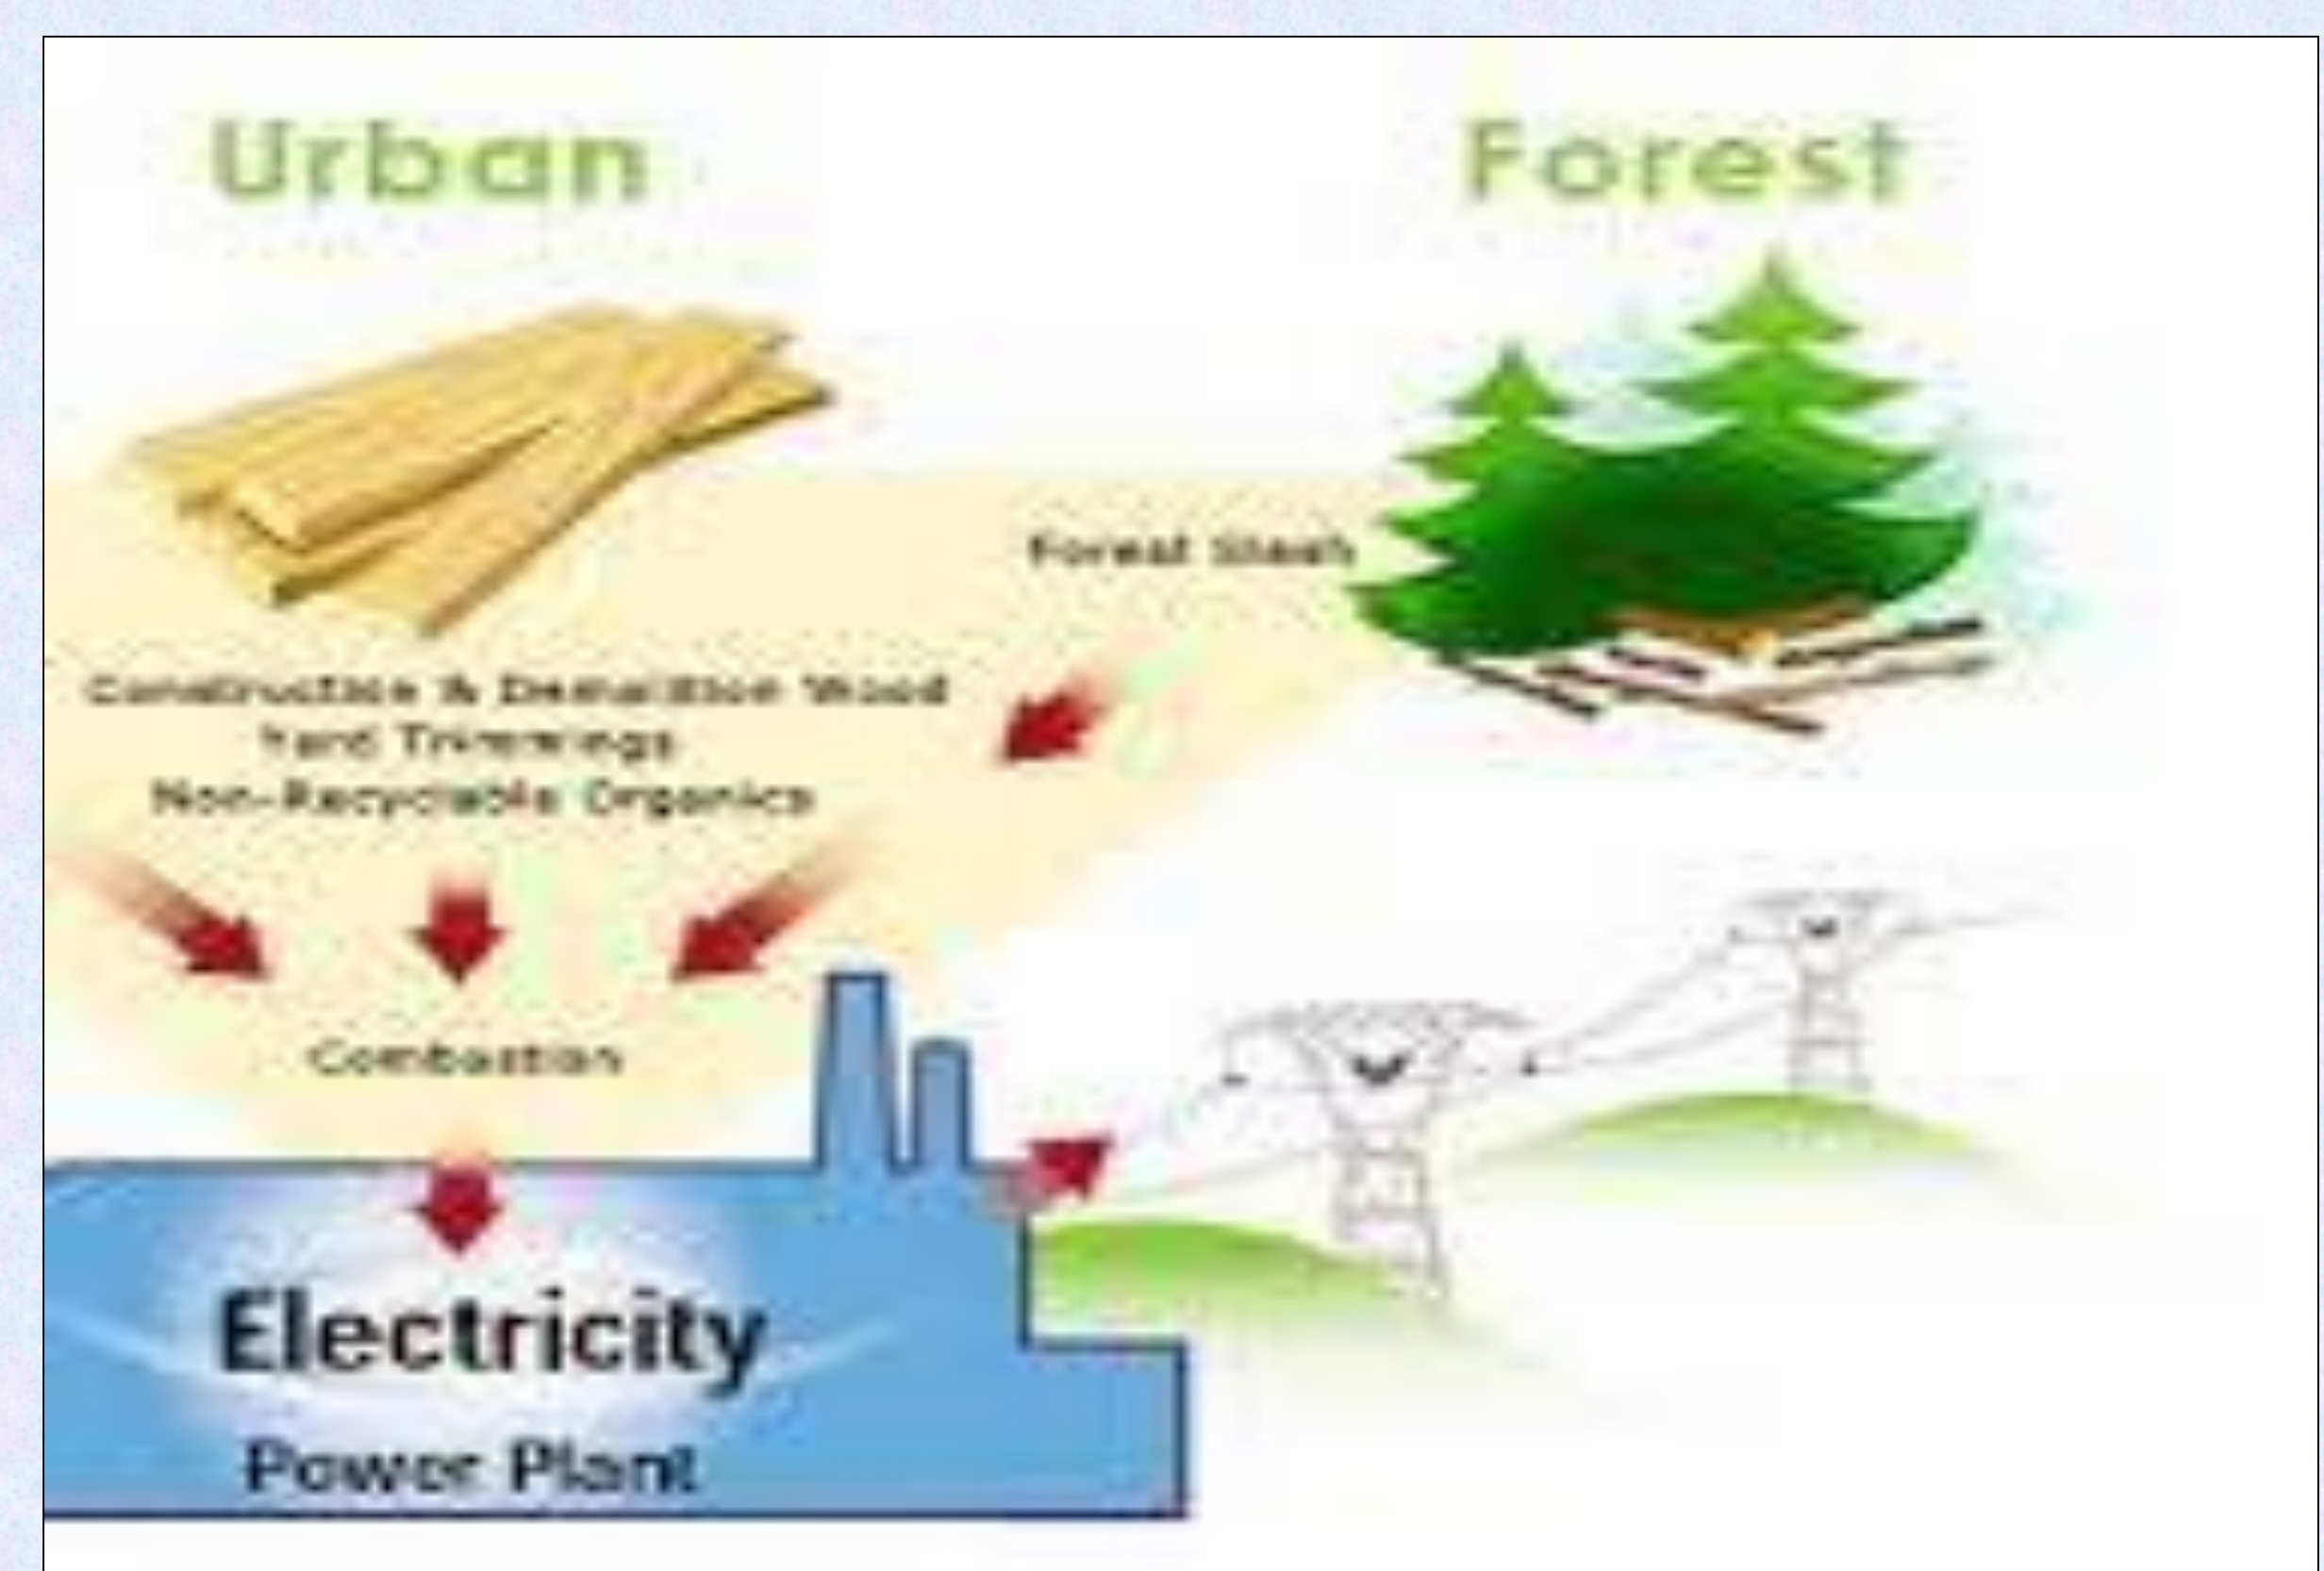 Urban
Forest
Forest Slash
Construction & Demolition Wood
Yard Trimmings
Non-Recyclable Organics
Combustion
Electricity
Power Plant